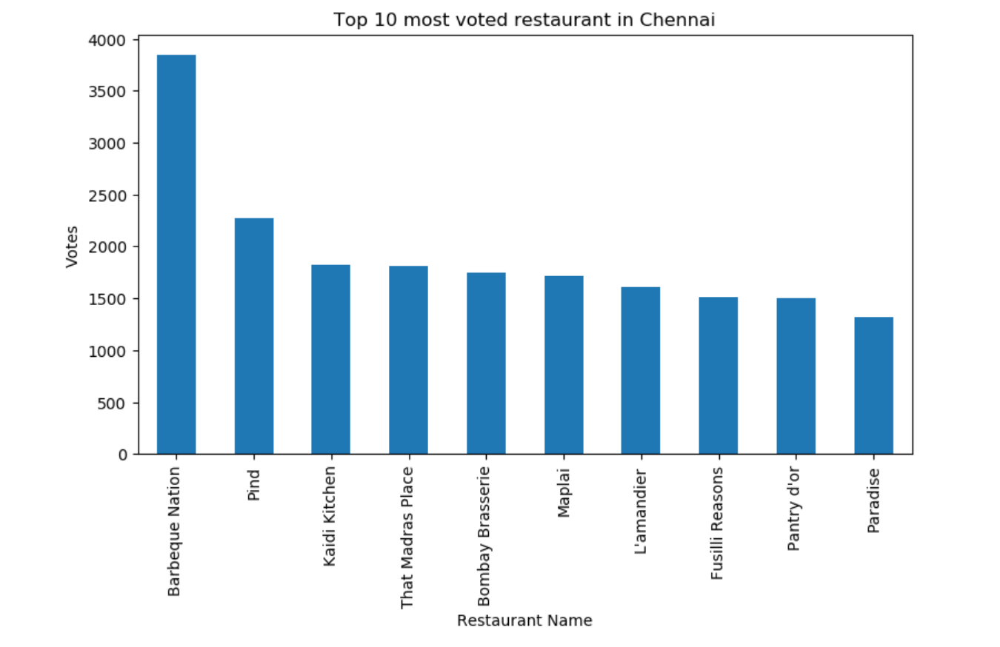 Top 10 most voted restaurant in Chennai
4000
3500
3000
2500
2000
1500
1000
500
0
Votes
Barbeque Nation
Pind
Kaidi Kitchen
That Madras Place
Bombay Brasserie
Maplai
L'amandier
Fusilli Reasons
Pantry d'or
Paradise
Restaurant Name